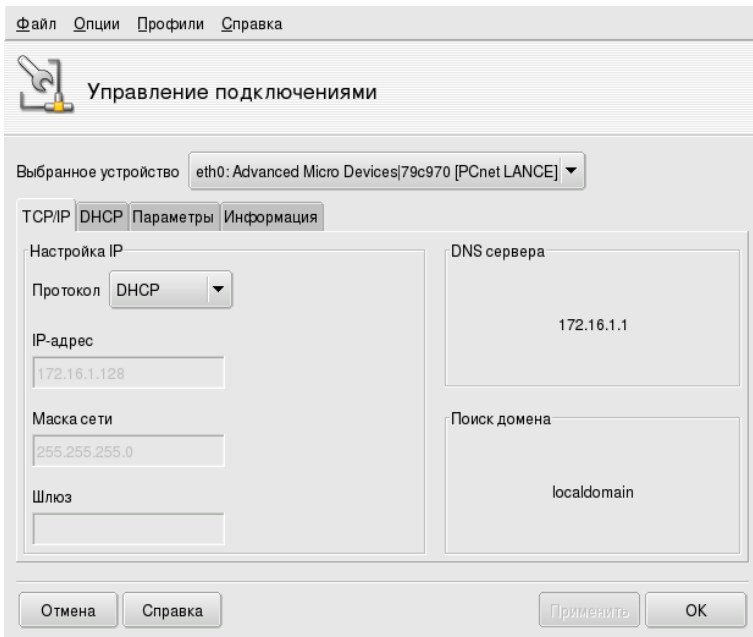 Файл Опции Профили Справка
Управление подключениями
Выбранное устройство eth0: Advanced Micro Devices|79c970 [PCnet LANCE]
TCP/IP DHCP Параметры Информация
Настройка IP
Протокол DHCP
IP-адрес
172.16.1.128
Маска сети
255.255.255.0
Шлюз
DNS сервера
172.16.1.1
Поиск домена
localdomain
Отмена Справка Применить OK